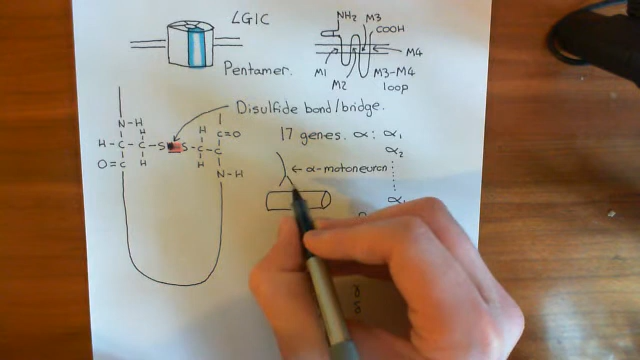 LGIC
NH2 M3
COOH
M4
M1
M2
M3-M4
loop
Pentamer.
Disulfide bond/bridge.
N-H
H H
H-C-C-S-S-C-C
O=C H H
C=O
N-H
17 genes. α: α1
α2
← α-motoneuron